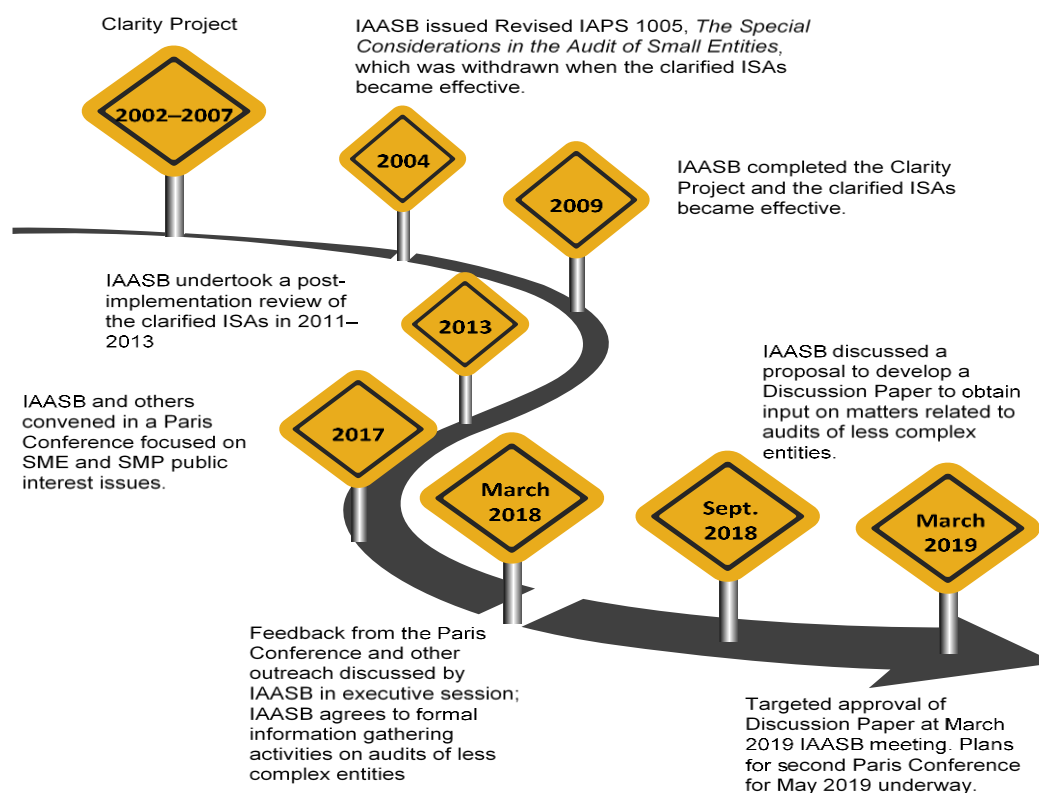 Clarity Project
2002–2007
IAASB issued Revised IAPS 1005, The Special
Considerations in the Audit of Small Entities,
which was withdrawn when the clarified ISAs
became effective.
2004
2009
IAASB completed the Clarity
Project and the clarified ISAs
became effective.
IAASB undertook a post-
implementation review of
the clarified ISAs in 2011–
2013
2013
IAASB and others
convened in a Paris
Conference focused on
SME and SMP public
interest issues.
2017
March
2018
Feedback from the Paris
Conference and other
outreach discussed by
IAASB in executive session;
IAASB agrees to formal
information gathering
activities on audits of less
complex entities
IAASB discussed a
proposal to develop a
Discussion Paper to obtain
input on matters related to
audits of less complex
entities.
Sept.
2018
March
2019
Targeted approval of
Discussion Paper at March
2019 IAASB meeting. Plans
for second Paris Conference
for May 2019 underway.